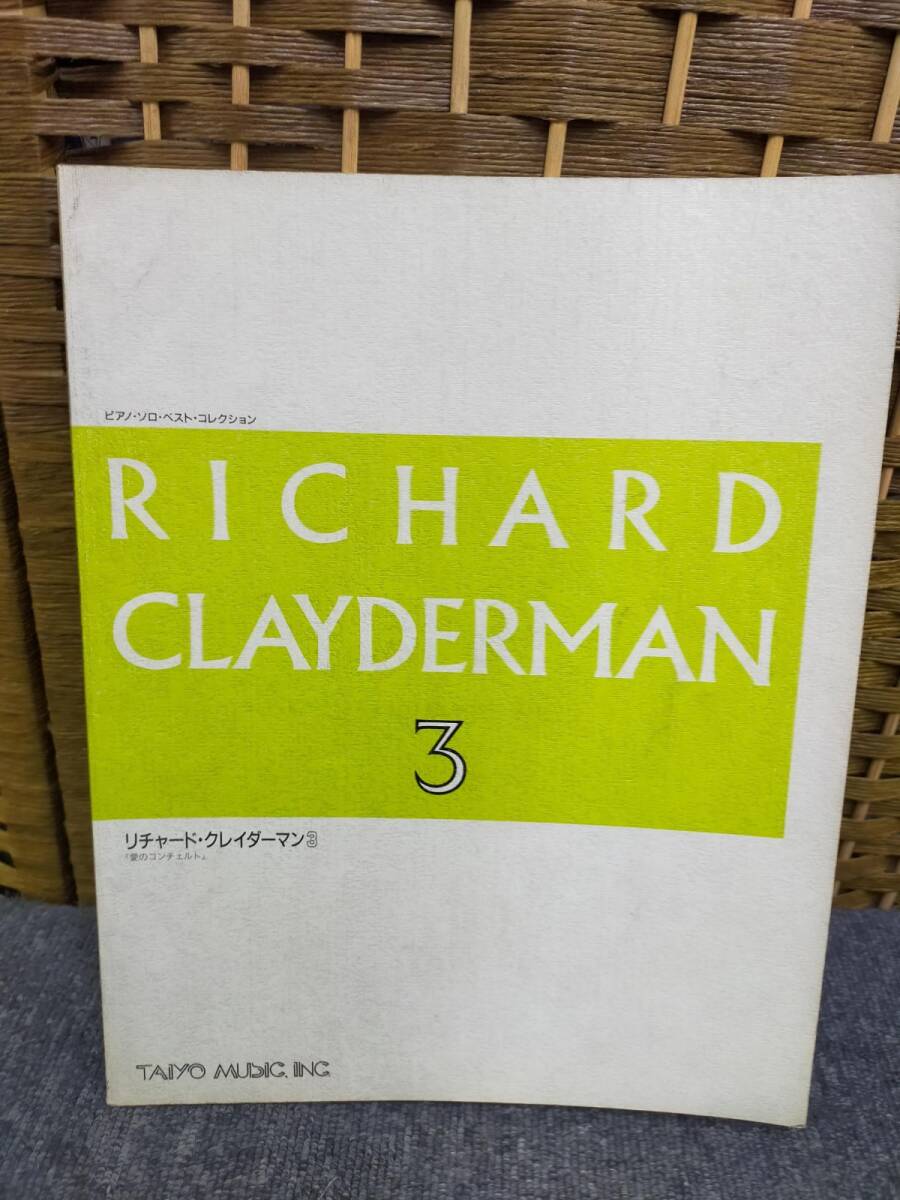 ピアノ・ソロ・ベスト・コレクション
RICHARD
CLAYDERMAN
3
リチャード・クレイダーマン3
「愛のコンチェルト」
TAIYO MUSIC, INC.